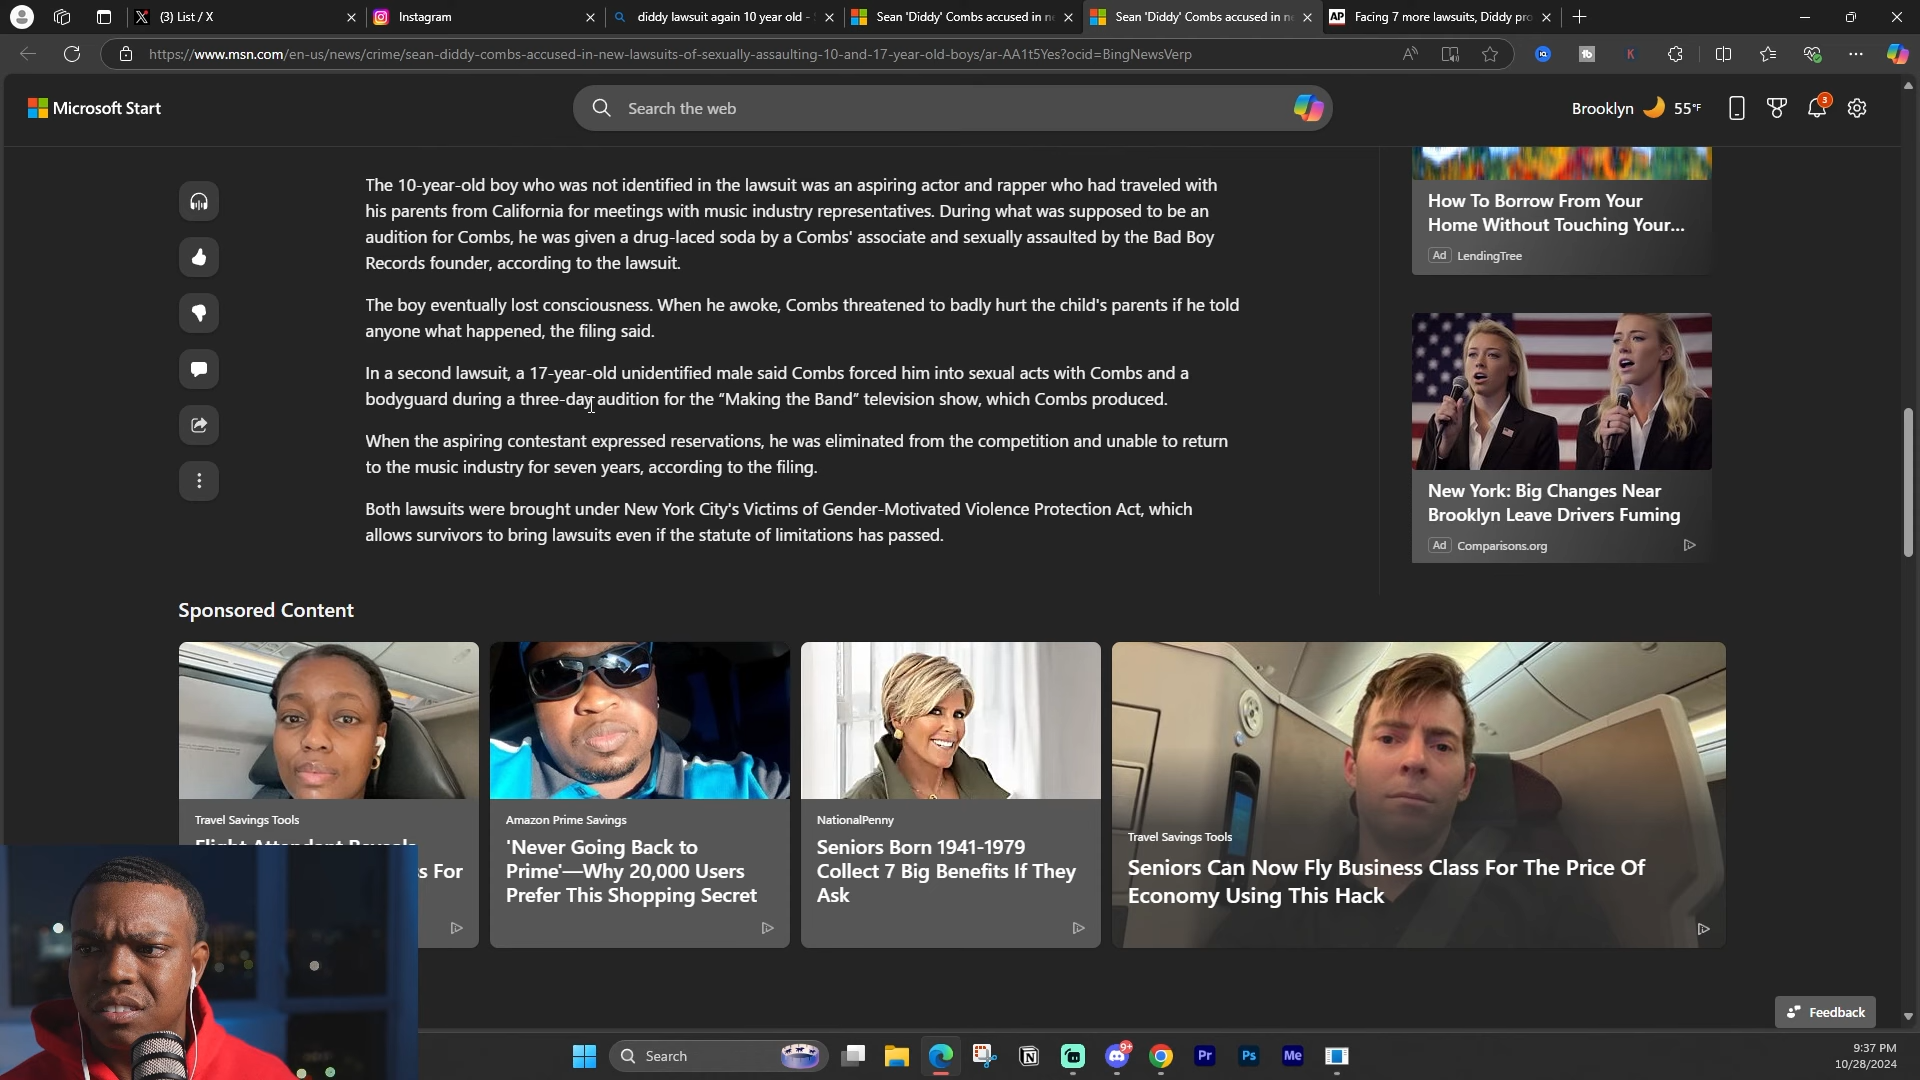 (3) List / X
Instagram
diddy lawsuit again 10 year old -
Sean 'Diddy' Combs accused in
Sean 'Diddy' Combs accused in
AP Facing 7 more lawsuits, Diddy
https://www.msn.com/en-us/news/crime/sean-diddy-combs-accused-in-new-lawsuits-of-sexually-assaulting-10-and-17-year-old-boys/ar-AA1t5Yes?ocid=BingNewsVerp
Microsoft Start
Search the web
Brooklyn 55°F
3
The 10-year-old boy who was not identified in the lawsuit was an aspiring actor and rapper who had traveled with
his parents from California for meetings with music industry representatives. During what was supposed to be an
audition for Combs, he was given a drug-laced soda by a Combs' associate and sexually assaulted by the Bad Boy
Records founder, according to the lawsuit.
The boy eventually lost consciousness. When he awoke, Combs threatened to badly hurt the child's parents if he told
anyone what happened, the filing said.
In a second lawsuit, a 17-year-old unidentified male said Combs forced him into sexual acts with Combs and a
bodyguard during a three-day audition for the “Making the Band” television show, which Combs produced.
When the aspiring contestant expressed reservations, he was eliminated from the competition and unable to return
to the music industry for seven years, according to the filing.
Both lawsuits were brought under New York City's Victims of Gender-Motivated Violence Protection Act, which
allows survivors to bring lawsuits even if the statute of limitations has passed.
How To Borrow From Your
Home Without Touching Your...
Ad LendingTree
New York: Big Changes Near
Brooklyn Leave Drivers Fuming
Ad Comparisons.org
Sponsored Content
Travel Savings Tools
Flight Attendant Reveals
s For
Amazon Prime Savings
'Never Going Back to
Prime'—Why 20,000 Users
Prefer This Shopping Secret
NationalPenny
Seniors Born 1941-1979
Collect 7 Big Benefits If They
Ask
Travel Savings Tools
Seniors Can Now Fly Business Class For The Price Of
Economy Using This Hack
Feedback
Search
9+
Pr
Ps
Me
9:37 PM
10/28/2024